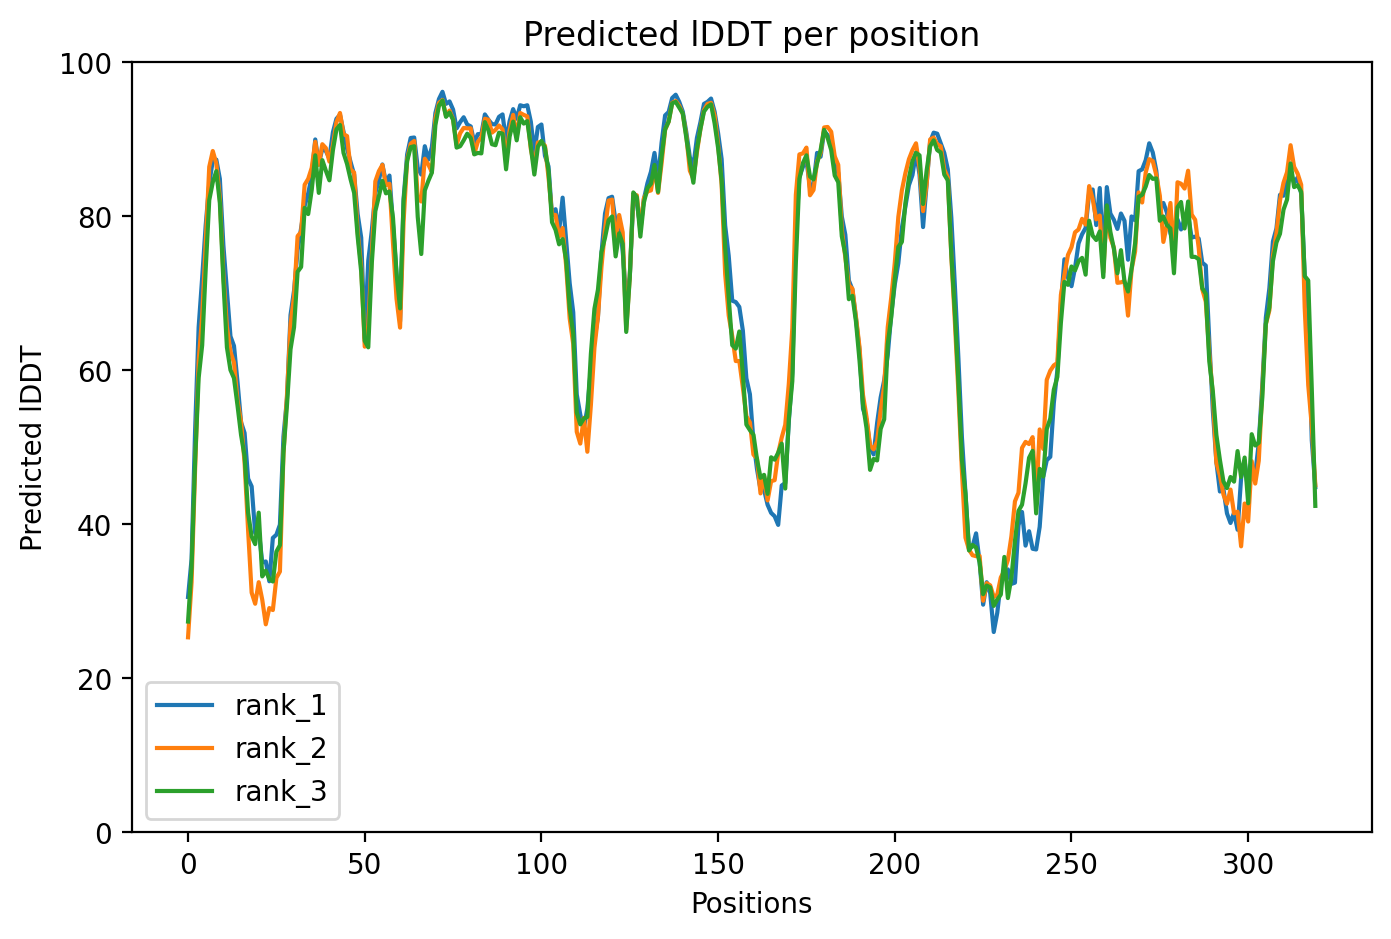 Predicted lDDT per position
100
80
60
40
20
0
Predicted lDDT
rank_1
rank_2
rank_3
0 50 100 150 200 250 300
Positions